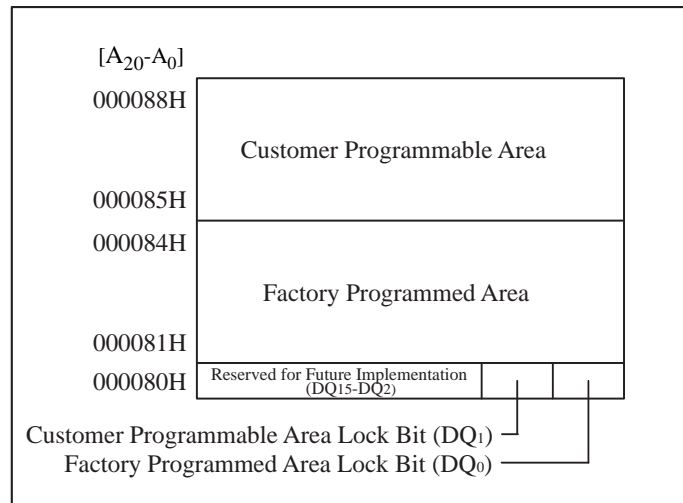 [A20-A0]
000088H
Customer Programmable Area
000085H
000084H
Factory Programmed Area
000081H
000080H
Reserved for Future Implementation
(DQ15-DQ2)
Customer Programmable Area Lock Bit (DQ1)
Factory Programmed Area Lock Bit (DQ0)